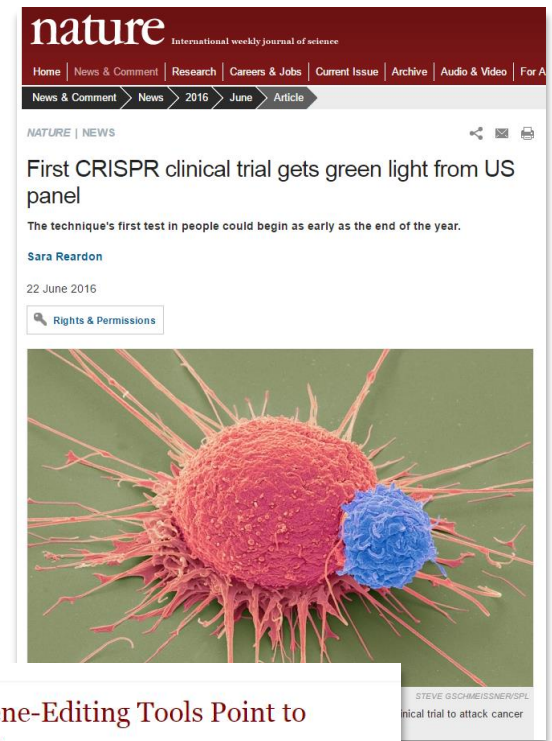 nature International weekly journal of science
Home News & Comment Research Careers & Jobs Current Issue Archive Audio & Video For A
News & Comment News 2016 June Article
NATURE | NEWS
First CRISPR clinical trial gets green light from US
panel
The technique's first test in people could begin as early as the end of the year.
Sara Reardon
22 June 2016
Rights & Permissions
STEVE GSCHMEISSNER/SPL
nical trial to attack cancer
ne-Editing Tools Point to